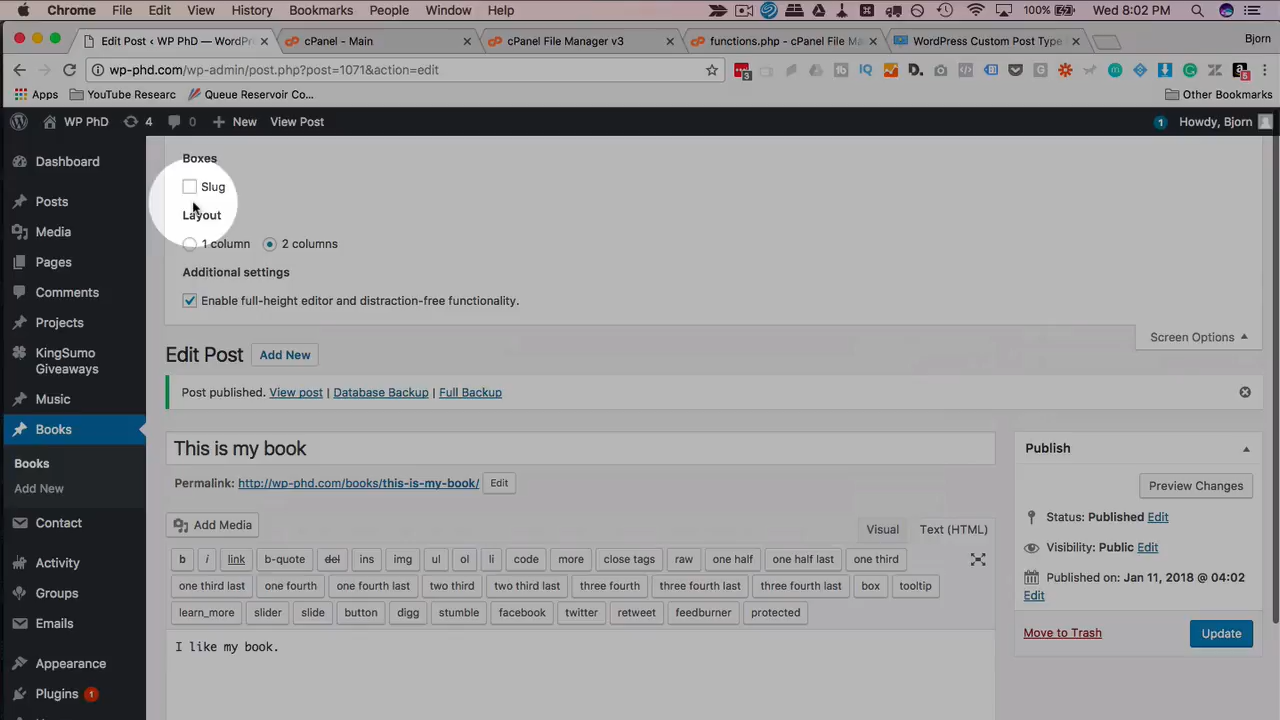 Chrome File Edit View History Bookmarks People Window Help 100% Wed 8:02 PM
Edit Post ‹ WP PhD — WordPr cPanel - Main cPanel File Manager v3 functions.php - cPanel File Ma WordPress Custom Post Type Bjorn
wp-phd.com/wp-admin/post.php?post=1071&action=edit
Apps YouTube Researc Queue Reservoir Co... Other Bookmarks
WP PhD 4 0 New View Post 1 Howdy, Bjorn
Dashboard
Posts
Media
Pages
Comments
Projects
KingSumo
Giveaways
Music
Books
Books
Add New
Contact
Activity
Groups
Emails
Appearance
Plugins 1
Boxes
Slug
Layout
1 column 2 columns
Additional settings
Enable full-height editor and distraction-free functionality.
Screen Options
Edit Post Add New
Post published. View post | Database Backup | Full Backup
This is my book
Permalink: http://wp-phd.com/books/this-is-my-book/ Edit
Add Media Visual Text (HTML)
b i link b-quote del ins img ul ol li code more close tags raw one half one half last one third
one third last one fourth one fourth last two third two third last three fourth three fourth last three fourth last box tooltip
learn_more slider slide button digg stumble facebook twitter retweet feedburner protected
I like my book.
Publish
Preview Changes
Status: Published Edit
Visibility: Public Edit
Published on: Jan 11, 2018 @ 04:02
Edit
Move to Trash Update